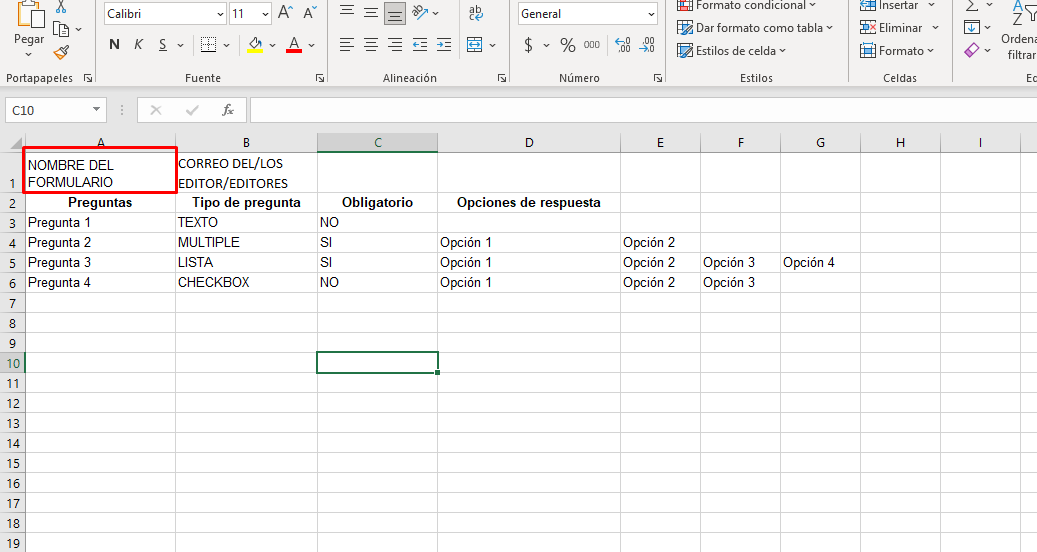 Calibri 11 A A General Formato condicional Insertar Σ
Pegar Dar formato como tabla Eliminar Ordena
N K S A $ % 000 Estilos de celda Formato filtrar
Portapapeles Fuente Alineación Número Estilos Celdas
C10 fx
A B C D E F G H I
1 NOMBRE DEL FORMULARIO CORREO DEL/LOS EDITOR/EDITORES
2 Preguntas Tipo de pregunta Obligatorio Opciones de respuesta
3 Pregunta 1 TEXTO NO
4 Pregunta 2 MULTIPLE SI Opción 1 Opción 2
5 Pregunta 3 LISTA SI Opción 1 Opción 2 Opción 3 Opción 4
6 Pregunta 4 CHECKBOX NO Opción 1 Opción 2 Opción 3
7
8
9
10
11
12
13
14
15
16
17
18
19